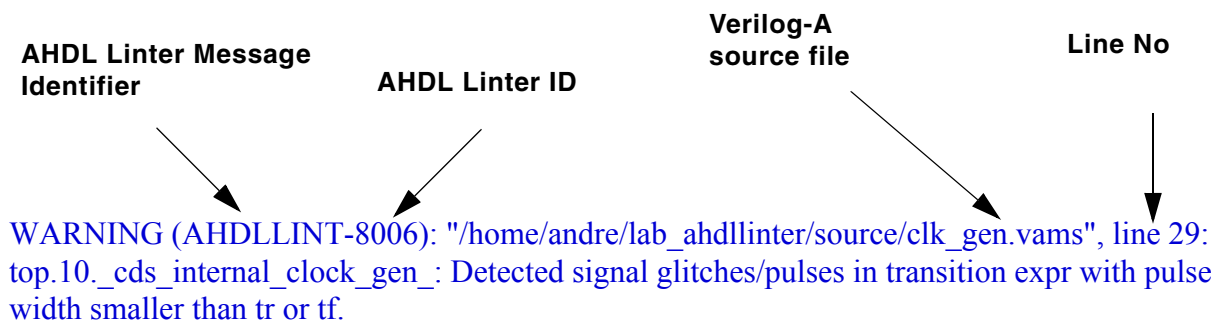 AHDL Linter Message
Identifier
AHDL Linter ID
Verilog-A
source file
Line No
WARNING (AHDLLINT-8006): "/home/andre/lab_ahdllinter/source/clk_gen.vams", line 29:
top.10._cds_internal_clock_gen_: Detected signal glitches/pulses in transition expr with pulse
width smaller than tr or tf.